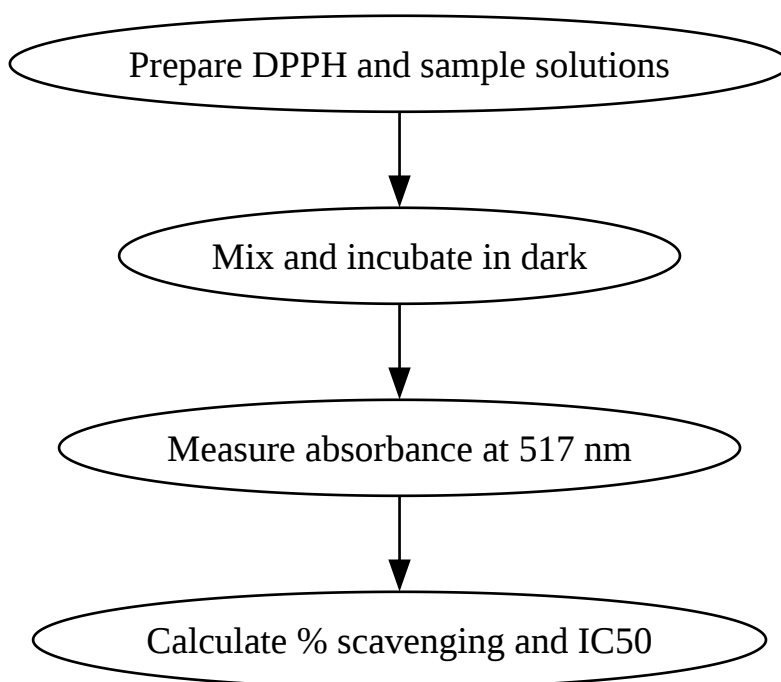 Prepare DPPH and sample solutions
Mix and incubate in dark
Measure absorbance at 517 nm
Calculate % scavenging and IC50